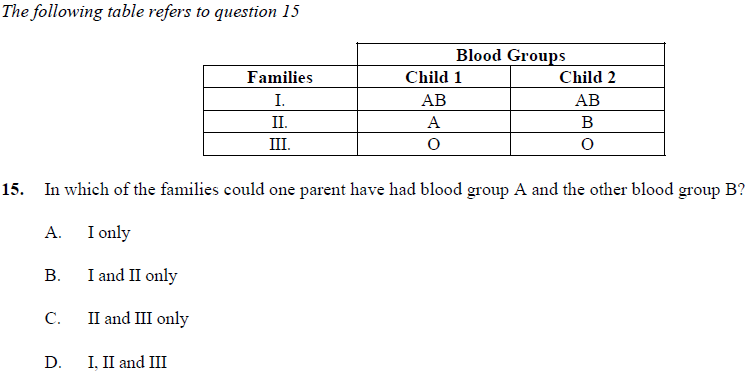 The following table refers to question 15
Blood Groups
Families Child 1 Child 2
I. AB AB
II. A B
III. O O
15. In which of the families could one parent have had blood group A and the other blood group B?
A. I only
B. I and II only
C. II and III only
D. I, II and III